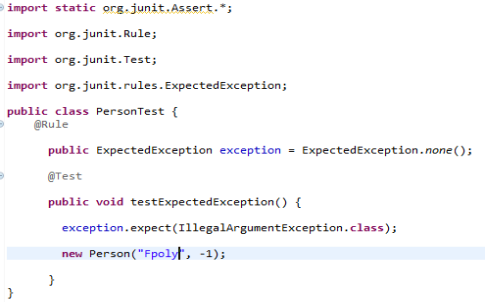 import static org.junit.Assert.*;
import org.junit.Rule;
import org.junit.Test;
import org.junit.rules.ExpectedException;
public class PersonTest {
@Rule
public ExpectedException exception = ExpectedException.none();
@Test
public void testExpectedException() {
exception.expect(IllegalArgumentException.class);
new Person("Fpoly", -1);
}
}